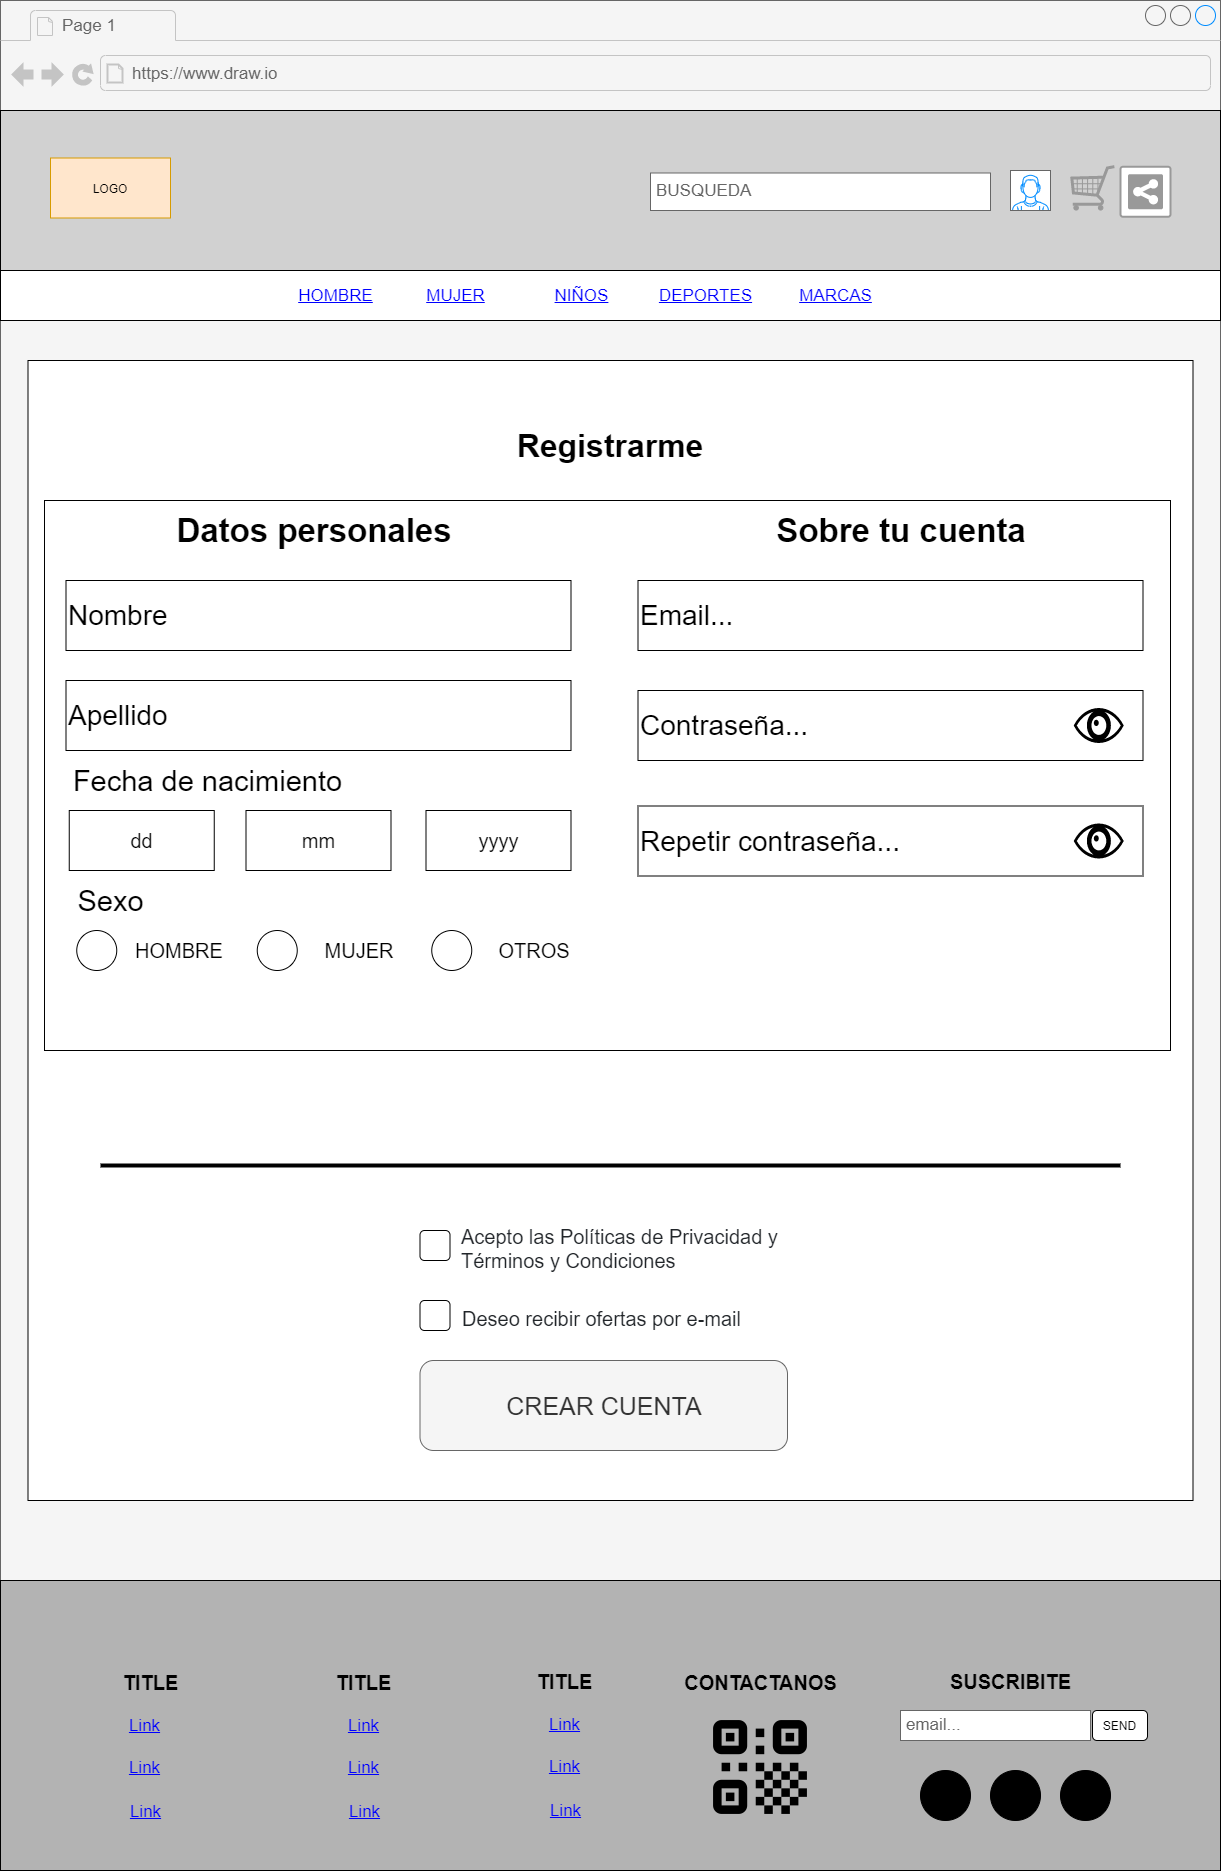 Page 1
https://www.draw.io
LOGO
BUSQUEDA
HOMBRE MUJER NIÑOS DEPORTES MARCAS
Registrarme
Datos personales
Nombre
Apellido
Fecha de nacimiento
dd mm yyyy
Sexo
HOMBRE MUJER OTROS
Sobre tu cuenta
Email...
Contraseña...
Repetir contraseña...
Acepto las Políticas de Privacidad y
Términos y Condiciones
Deseo recibir ofertas por e-mail
CREAR CUENTA
TITLE
Link
Link
Link
TITLE
Link
Link
Link
TITLE
Link
Link
Link
CONTACTANOS
SUSCRIBITE
email... SEND